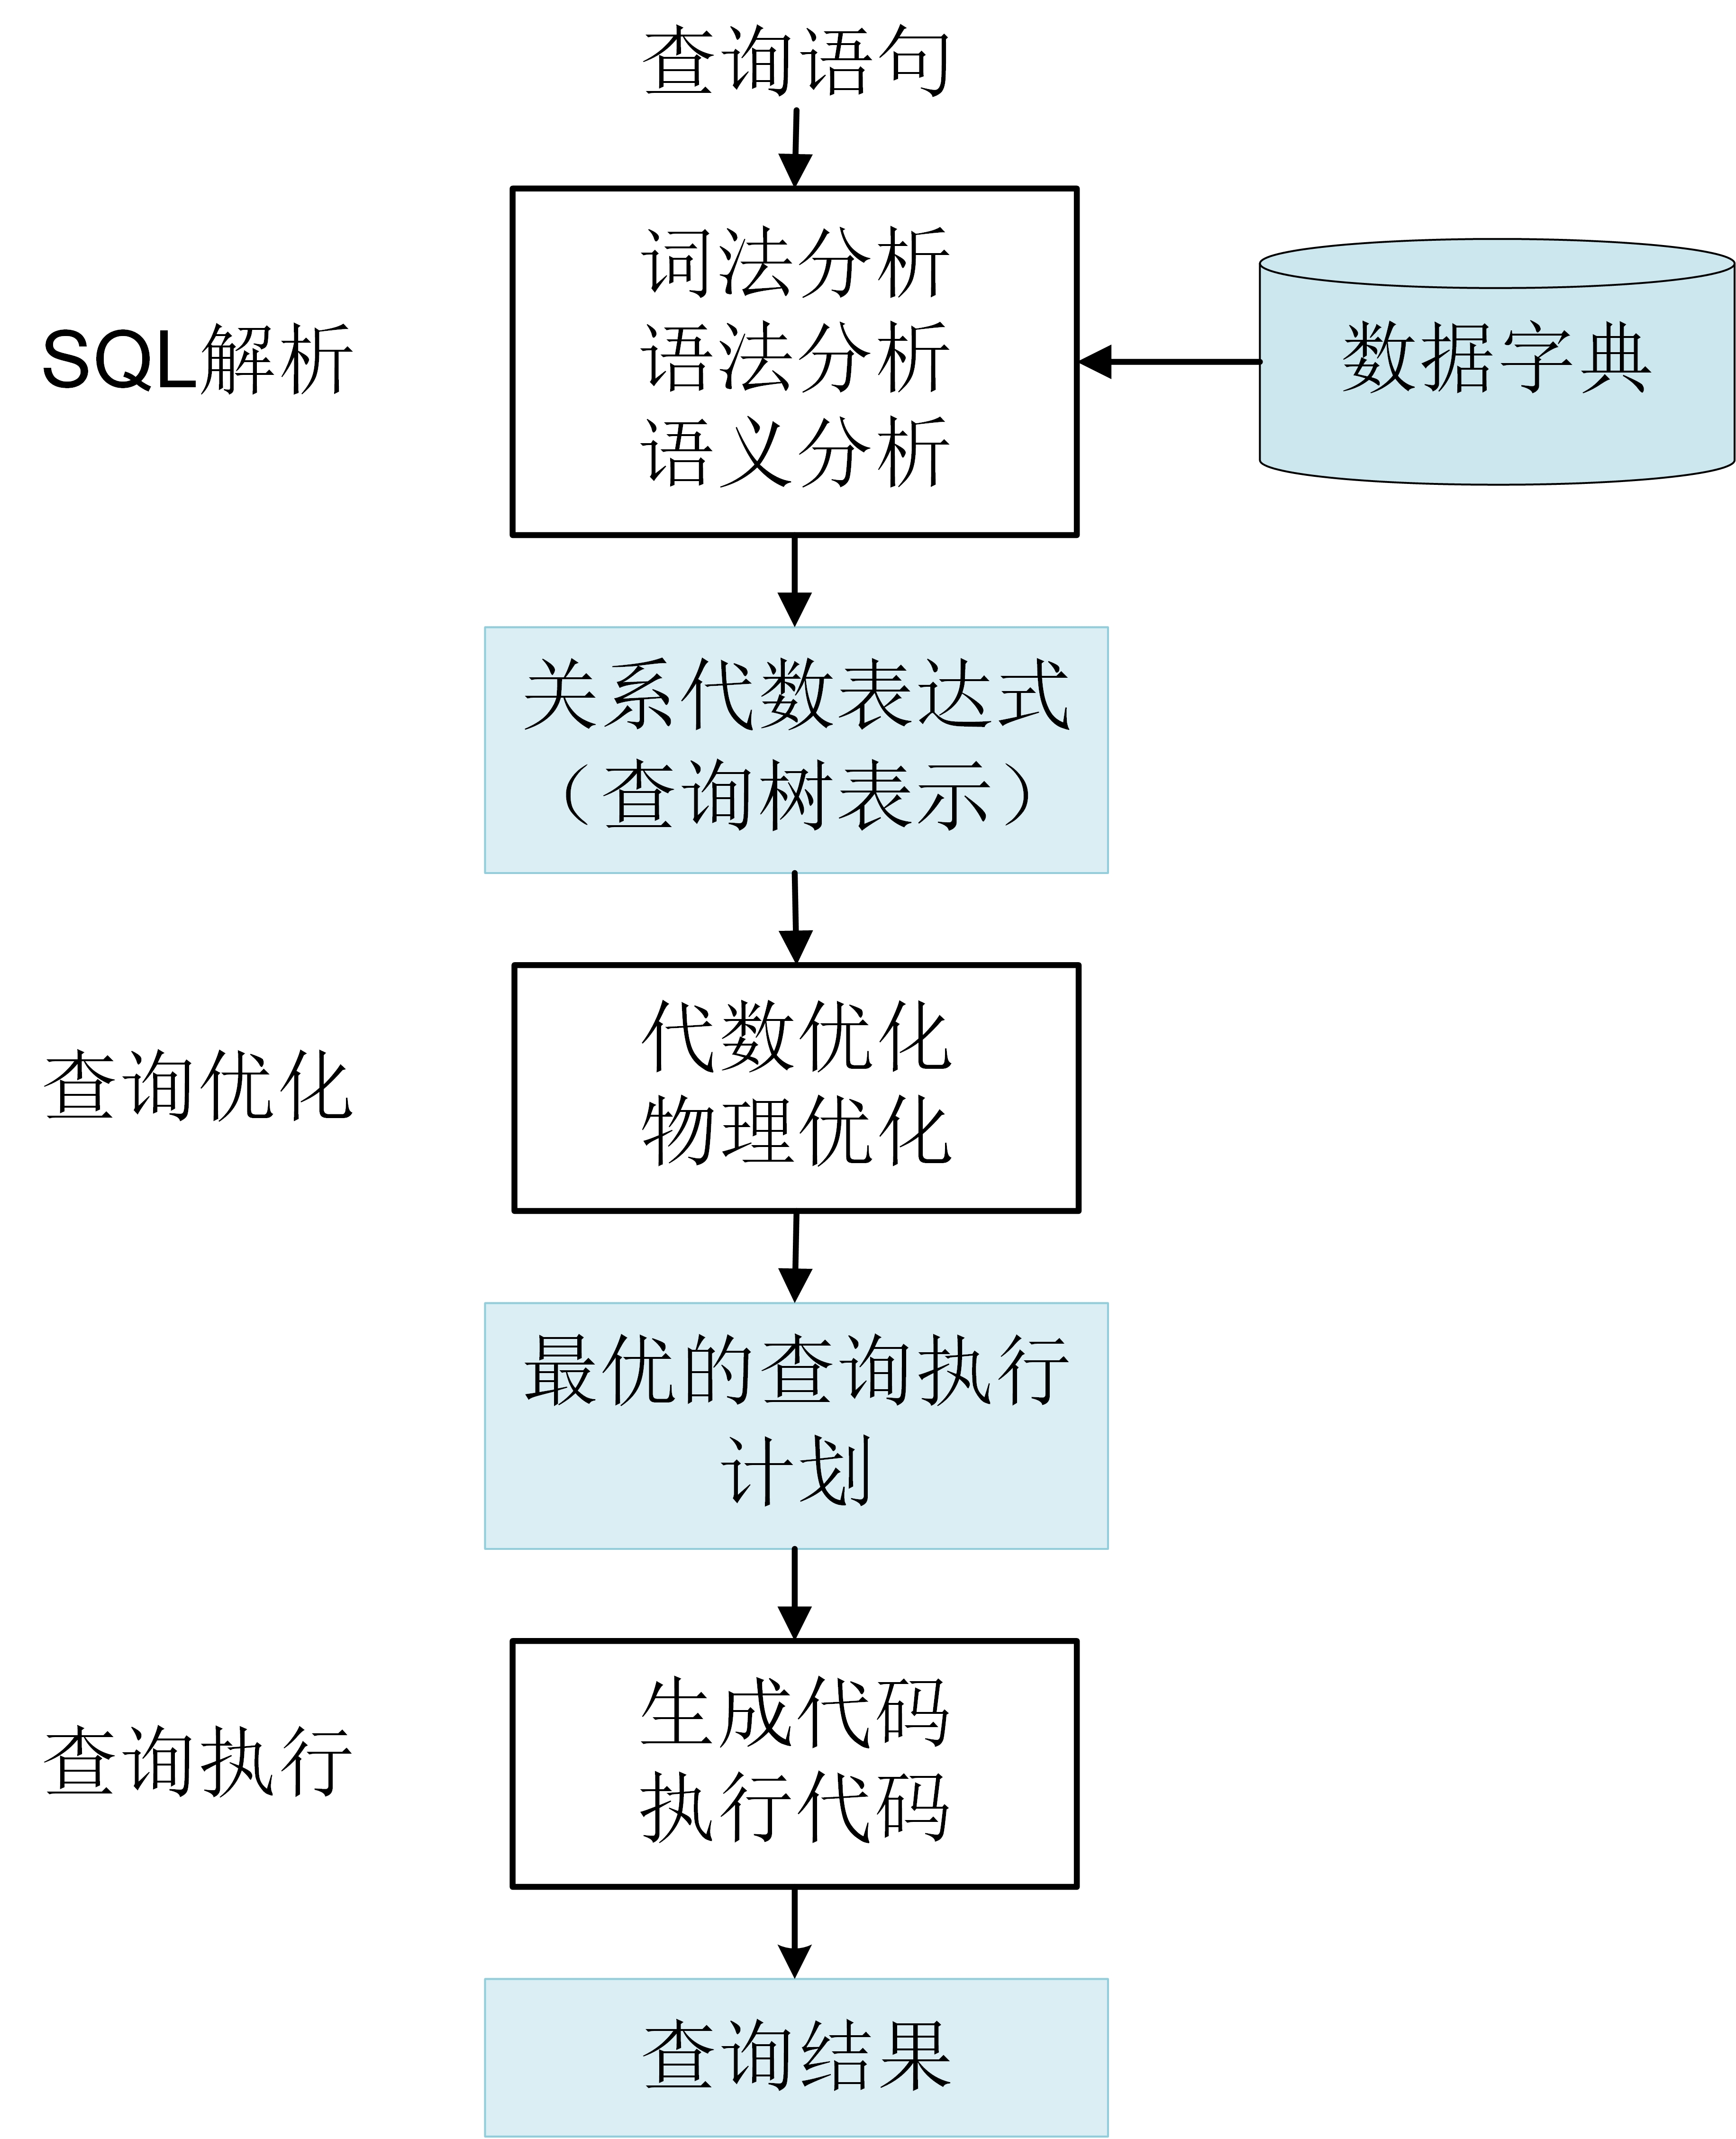 查询语句
词法分析
SQL解析
语法分析
数据字典
语义分析
关系代数表达式
（查询树表示）
代数优化
查询优化
物理优化
最优的查询执行
计划
生成代码
查询执行
执行代码
查询结果